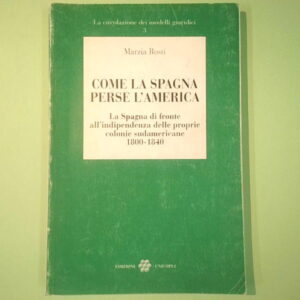 La circolazione dei modelli giuridici
3
Marzia Rosti
COME LA SPAGNA
PERSE L'AMERICA
La Spagna di fronte
all'indipendenza delle proprie
colonie sudamericane
1800-1840
EDIZIONI UNICOPLI